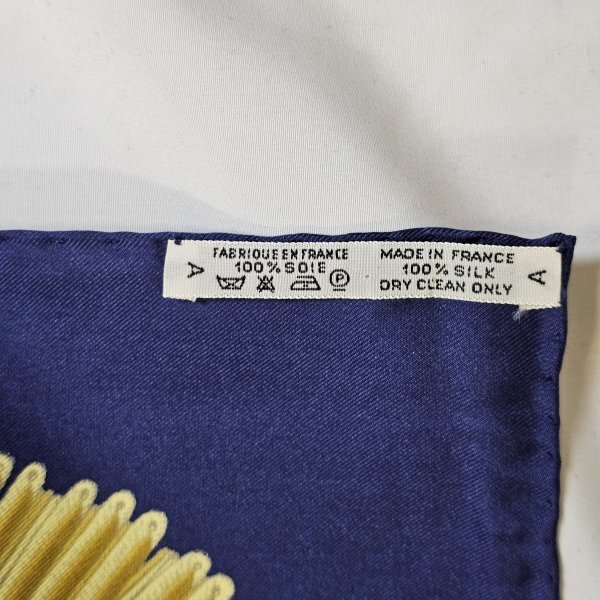 A
FABRIQUE EN FRANCE
100% SOIE
P
MADE IN FRANCE
100% SILK
DRY CLEAN ONLY
A